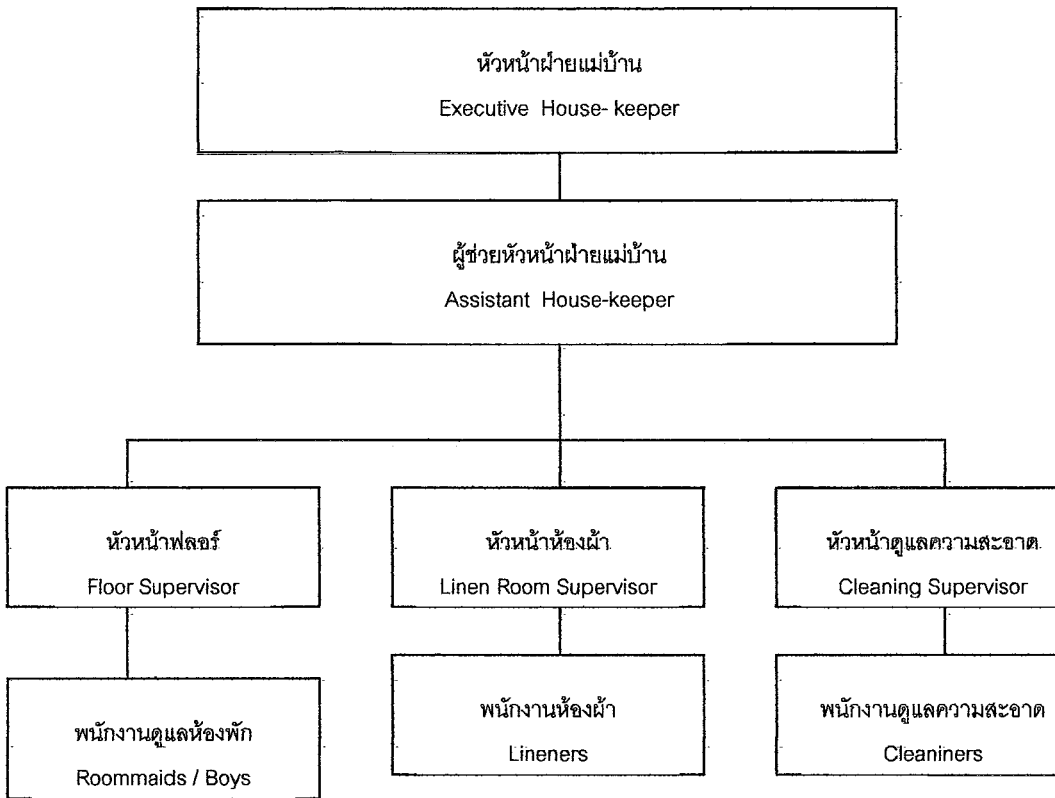 หัวหน้าฝ่ายแม่บ้าน
Executive House- keeper
ผู้ช่วยหัวหน้าฝ่ายแม่บ้าน
Assistant House-keeper
หัวหน้าฟลอร์
Floor Supervisor
หัวหน้าห้องผ้า
Linen Room Supervisor
หัวหน้าดูแลความสะอาด
Cleaning Supervisor
พนักงานดูแลห้องพัก
Roommaids / Boys
พนักงานห้องผ้า
Lineners
พนักงานดูแลความสะอาด
Cleaniners